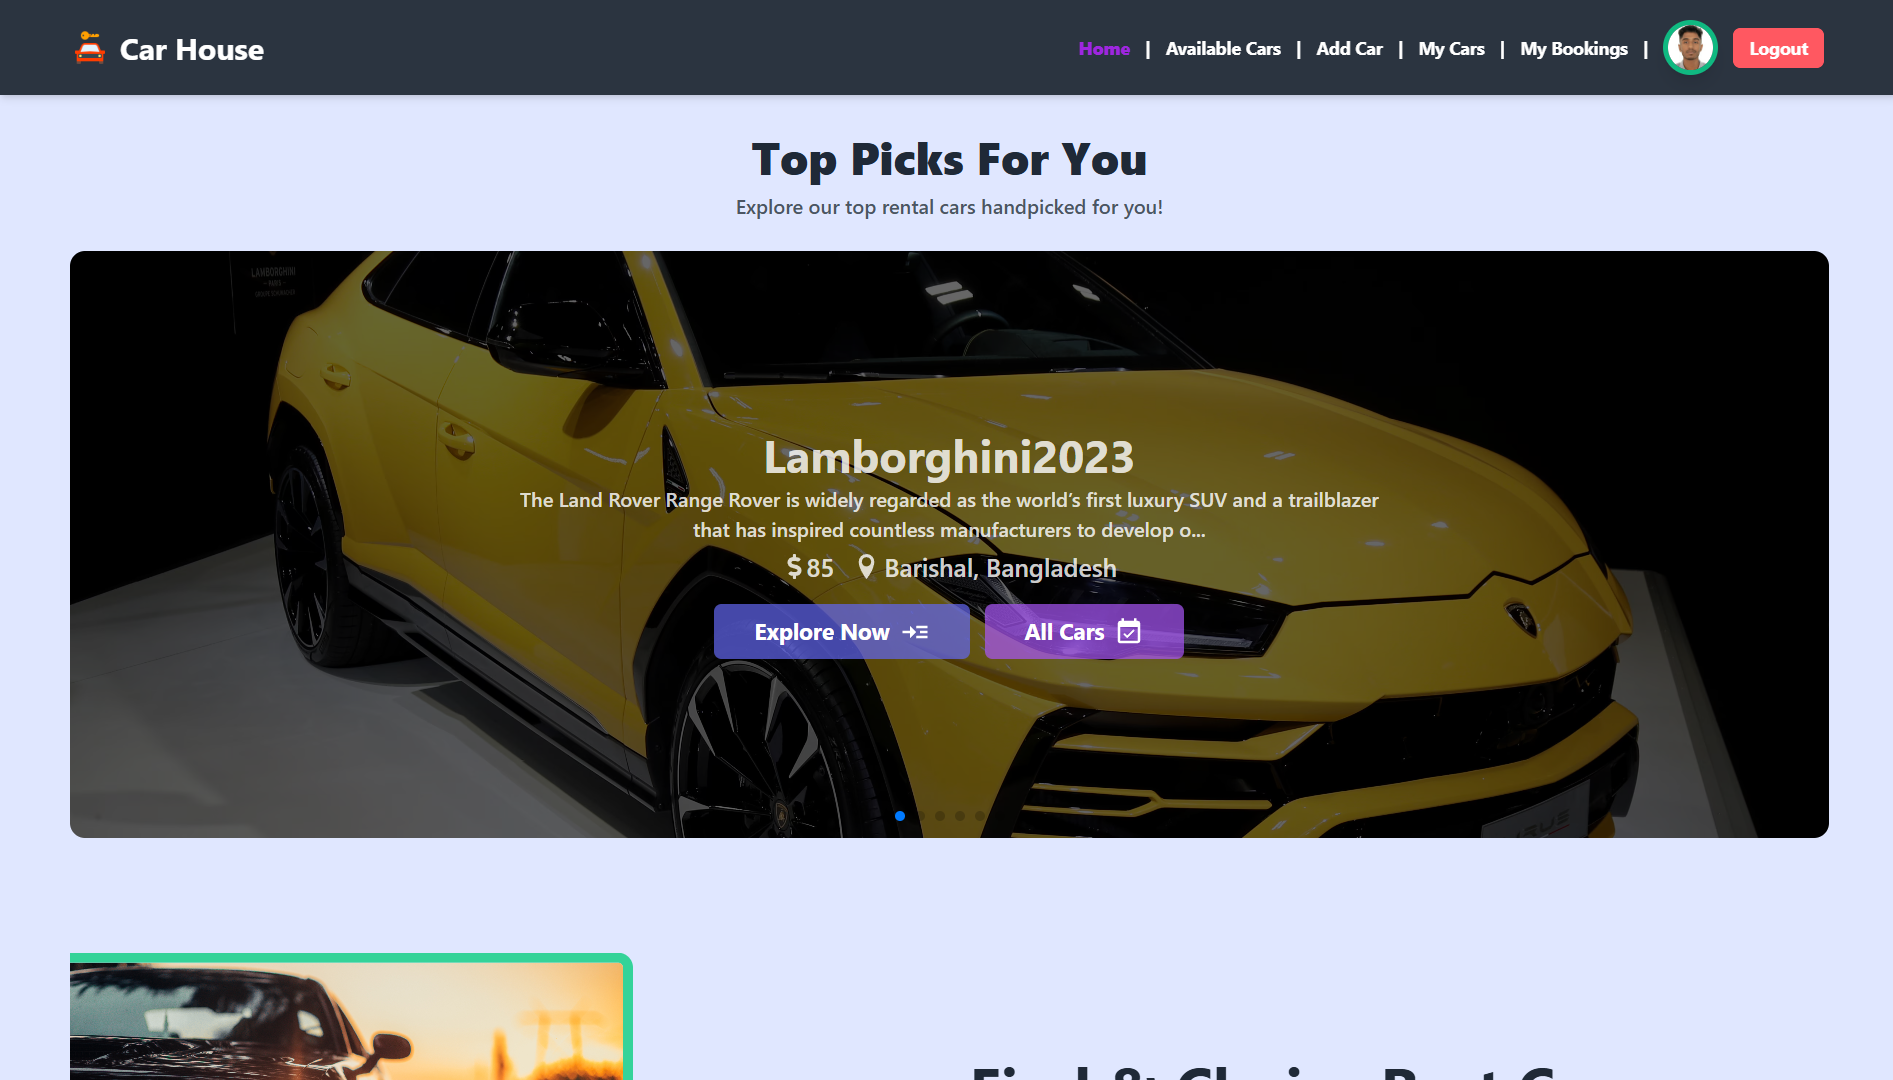 Car House
Home | Available Cars | Add Car | My Cars | My Bookings | Logout
Top Picks For You
Explore our top rental cars handpicked for you!
LAMBORGHINI
PARIS
Lamborghini2023
The Land Rover Range Rover is widely regarded as the world’s first luxury SUV and a trailblazer
that has inspired countless manufacturers to develop o...
$85 Barishal, Bangladesh
Explore Now All Cars